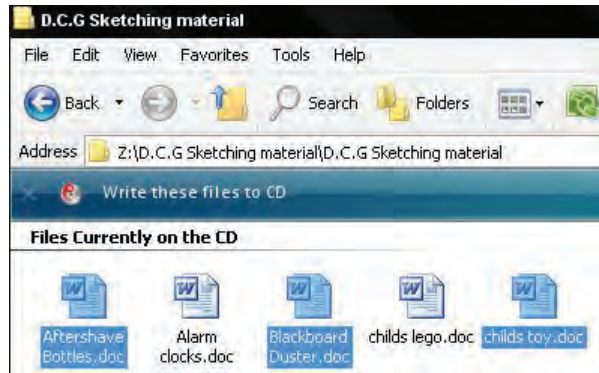 D.C.G Sketching material
File Edit View Favorites Tools Help
Back Search Folders
Address Z:\D.C.G Sketching material\D.C.G Sketching material
Write these files to CD
Files Currently on the CD
Aftershave Bottles.doc
Alarm clocks.doc
Blackboard Duster.doc
childs lego.doc
childs toy.doc